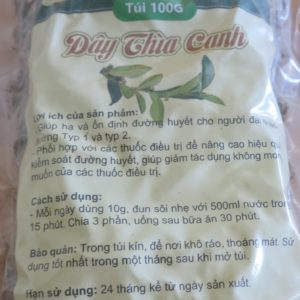 Túi 100G
Dây Thìa Canh
Lợi ích của sản phẩm:
Giúp hạ và ổn định đường huyết cho người đái
đường Typ 1 và typ 2.
Phối hợp với các thuốc điều trị để nâng cao hiệu quả
kiểm soát đường huyết, giúp giảm tác dụng không mong
muốn của các thuốc điều trị.
Cách sử dụng:
- Mỗi ngày dùng 10g, đun sôi nhẹ với 500ml nước trong
15 phút. Chia 3 phần, uống sau bữa ăn 30 phút.
Bảo quản: Trong túi kín, để nơi khô ráo, thoáng mát. Sử
dụng tốt nhất trong một tháng sau khi mở túi.
Hạn sử dụng: 24 tháng kể từ ngày sản xuất.